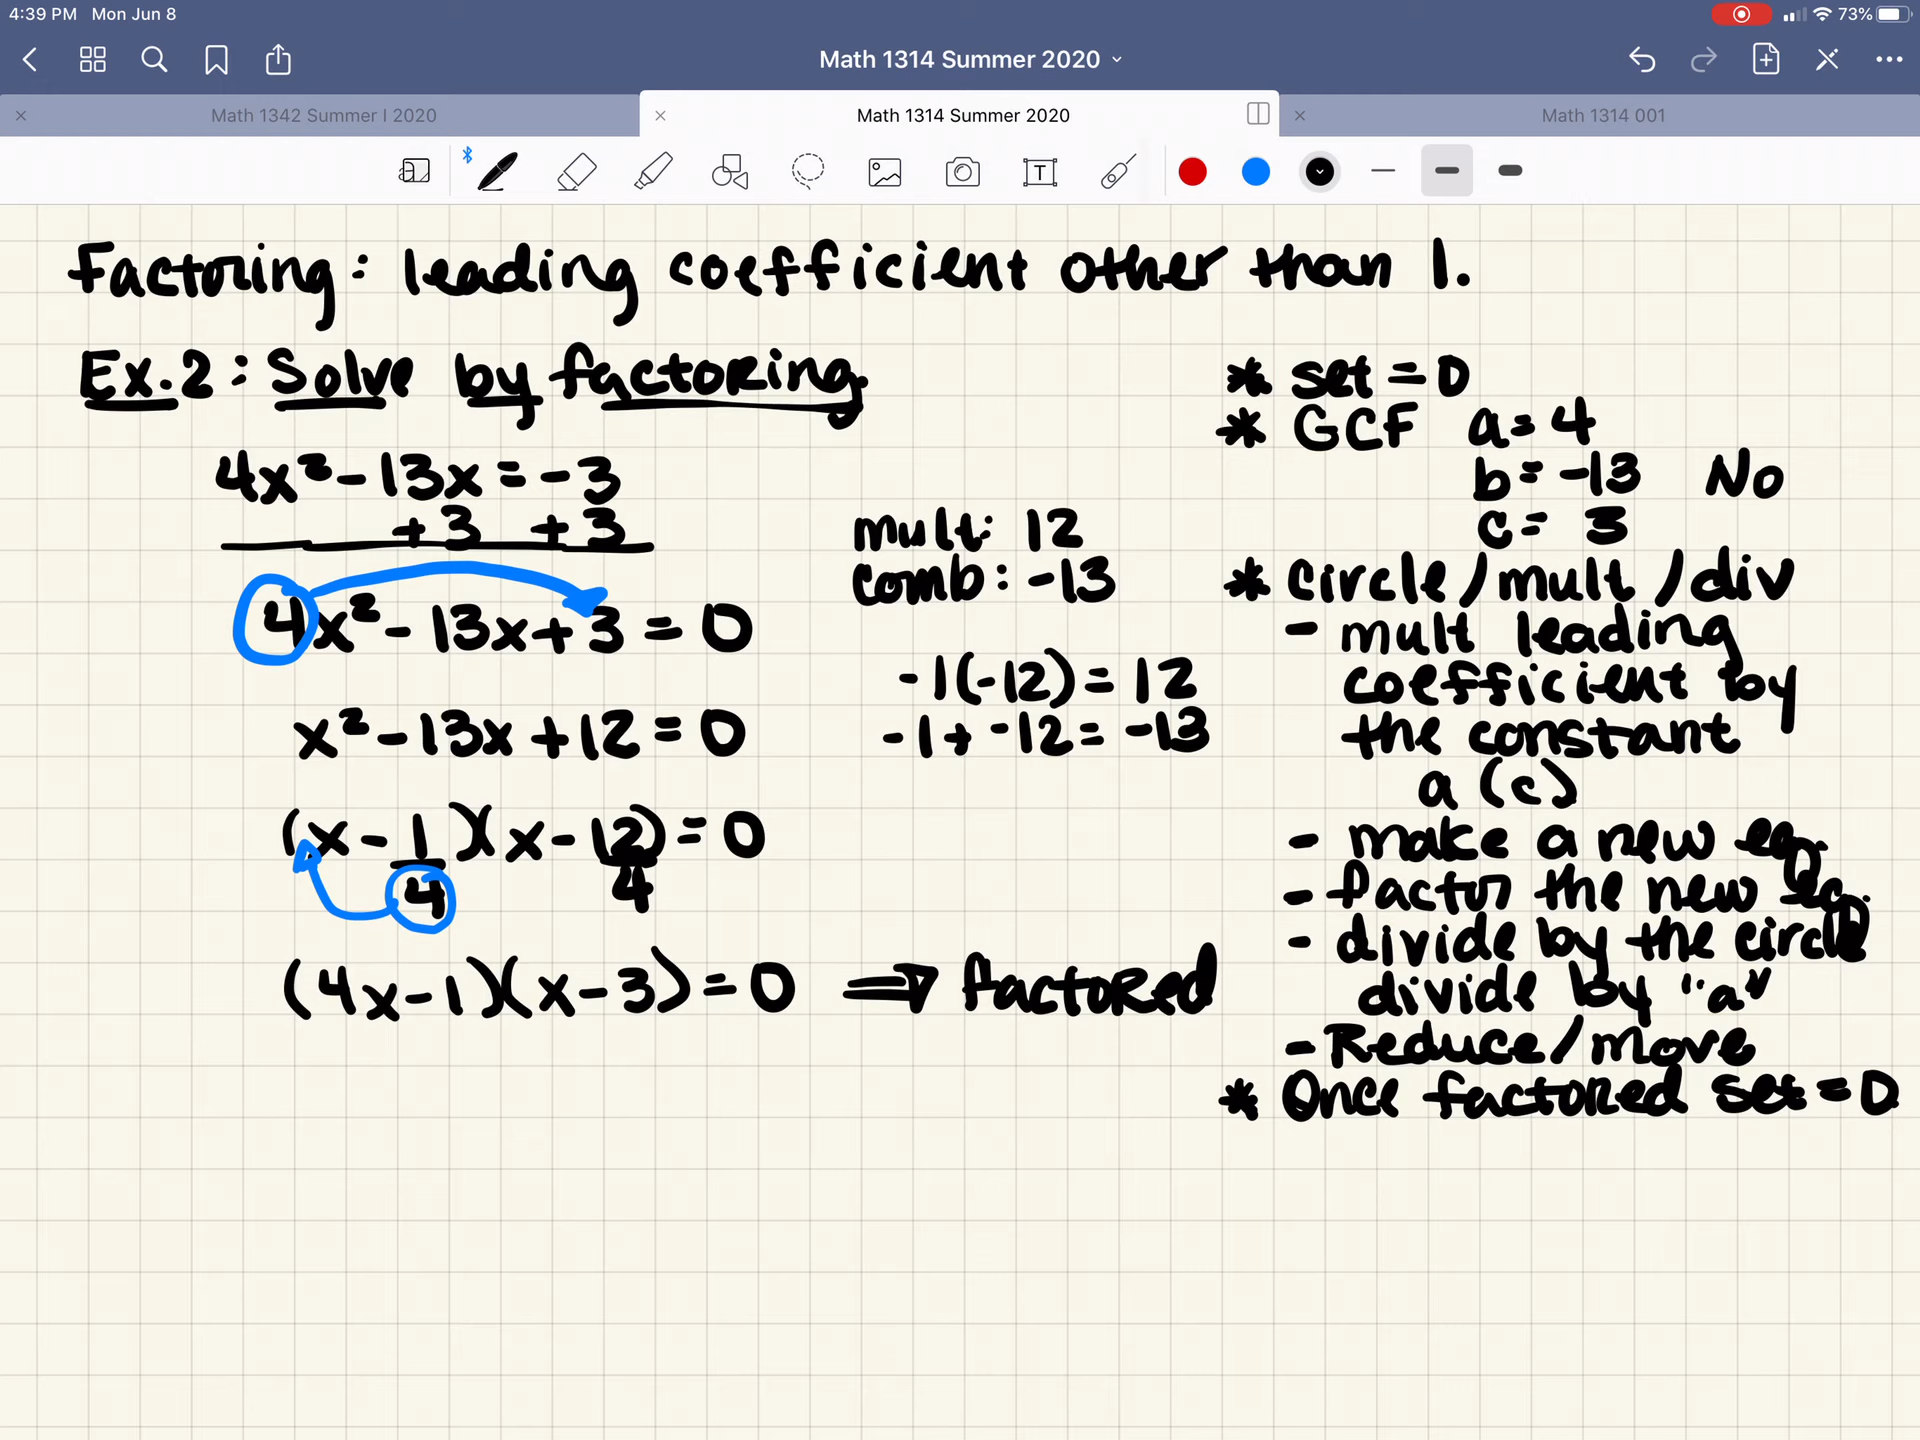 4:39 PM Mon Jun 8
73%
Math 1314 Summer 2020
Math 1342 Summer I 2020
Math 1314 Summer 2020
Math 1314 001
Factoring: leading coefficient other than 1.
Ex.2: Solve by factoring
4x² - 13x = -3
+3 +3
4x² - 13x + 3 = 0
x² - 13x + 12 = 0
(x - 1/4)(x - 12/4) = 0
(4x - 1)(x - 3) = 0 ⇒ factored
mult: 12
comb: -13
-1(-12) = 12
-1 + -12 = -13
* set = 0
* GCF a = 4
b = -13 No
c = 3
* circle/mult/div
- mult leading
coefficient by
the constant
a(c)
- make a new eq.
- factor the new eq.
- divide by the circle
divide by "a"
- Reduce/move
* Once factored set = 0